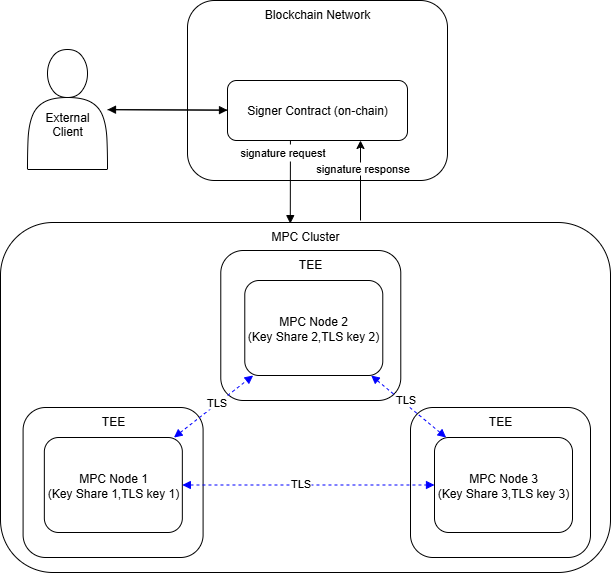 Blockchain Network
Signer Contract (on-chain)
External
Client
signature request
signature response
MPC Cluster
TEE
MPC Node 2
(Key Share 2,TLS key 2)
TLS
TLS
TEE
MPC Node 1
(Key Share 1,TLS key 1)
TLS
TEE
MPC Node 3
(Key Share 3,TLS key 3)